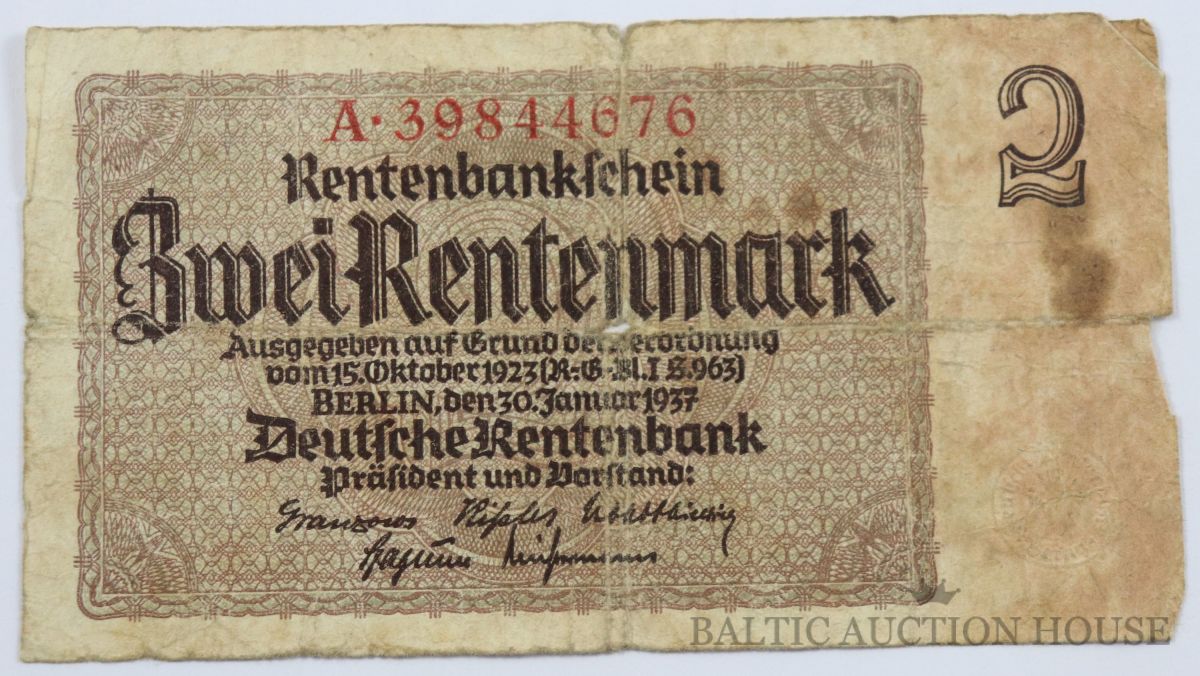 A·39844676
2
Rentenbankschein
Zwei Rentenmark
Ausgegeben auf Grund der Verordnung
vom 15. Oktober 1923 (R.-G.-Bl. I S. 963)
BERLIN, den 30. Januar 1937
Deutsche Rentenbank
Präsident und Vorstand:
BALTIC AUCTION HOUSE